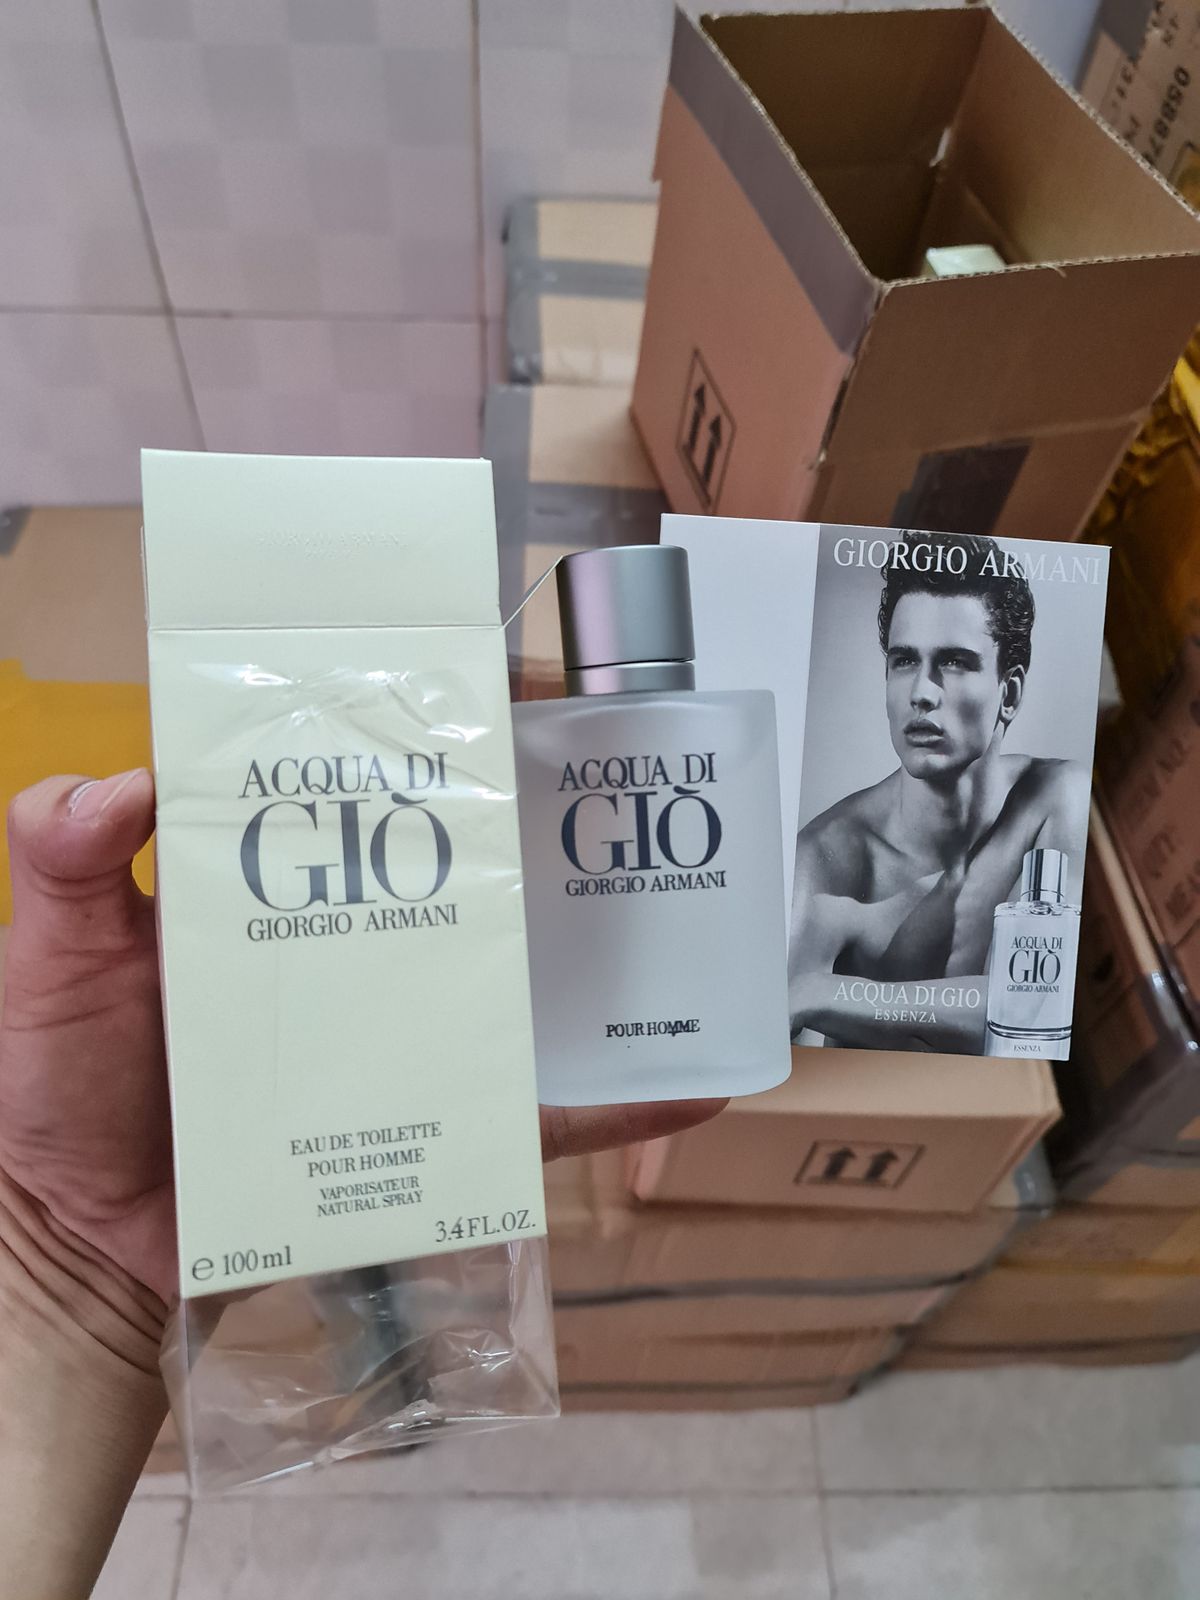 GIORGIO ARMANI
ACQUA DI
GIÒ
GIORGIO ARMANI
EAU DE TOILETTE
POUR HOMME
VAPORISATEUR
NATURAL SPRAY
3.4 FL.OZ.
e 100 ml
ACQUA DI
GIÒ
GIORGIO ARMANI
POUR HOMME
GIORGIO ARMANI
ACQUA DI GIO
ESSENZA
ACQUA DI
GIÒ
GIORGIO ARMANI
ESSENZA